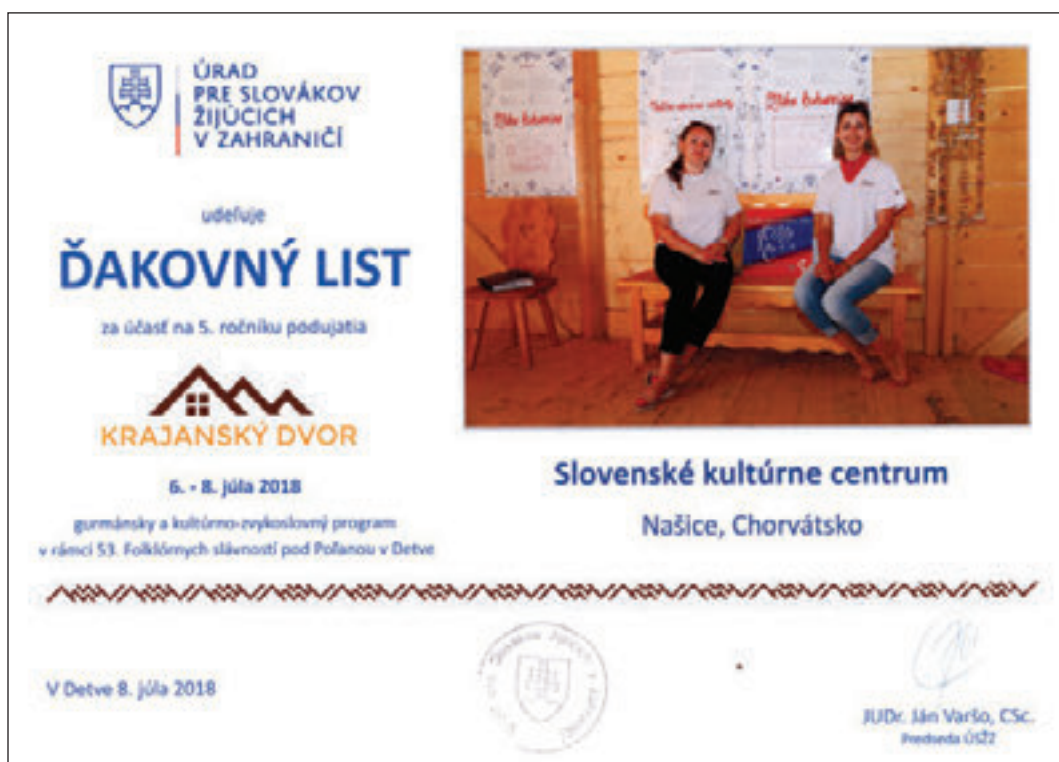 ÚRAD
PRE SLOVÁKOV
ŽIJÚCICH
V ZAHRANIČÍ
udeľuje
ĎAKOVNÝ LIST
za účasť na 5. ročníku podujatia
KRAJANSKÝ DVOR
6. - 8. júla 2018
gurmánsky a kultúrno-zvykoslovný program
v rámci 53. Folklórnych slávností pod Poľanou v Detve
Slovenské kultúrne centrum
Našice, Chorvátsko
V Detve 8. júla 2018
JUDr. Ján Varšo, CSc.
Predseda ÚSŽZ